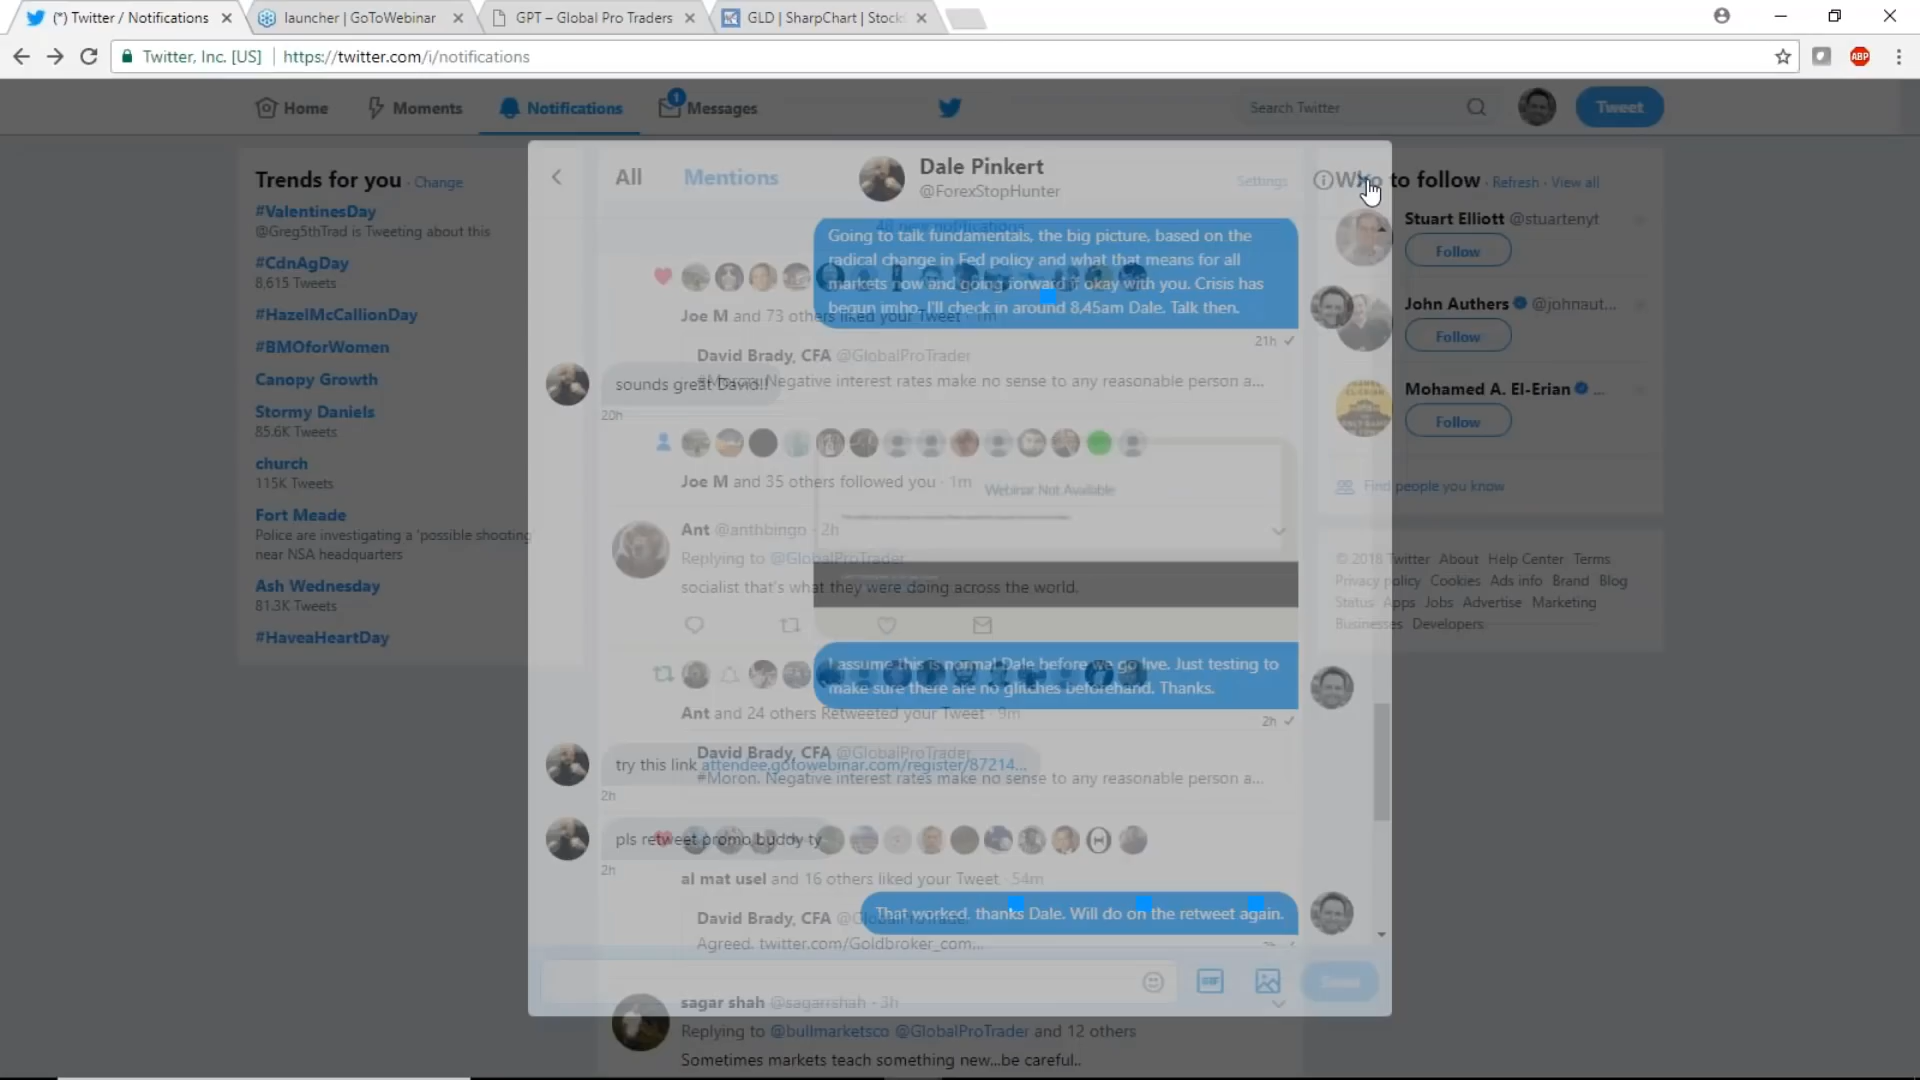 (*) Twitter / Notifications
launcher | GoToWebinar
GPT – Global Pro Traders
GLD | SharpChart | Stock
Twitter, Inc. [US]
https://twitter.com/i/notifications
ABP
Home
Moments
Notifications
1
Messages
Search Twitter
Tweet
Trends for you · Change
#ValentinesDay
@Greg5thTrad is Tweeting about this
#CdnAgDay
8,615 Tweets
#HazelMcCallionDay
#BMOforWomen
Canopy Growth
Stormy Daniels
85.6K Tweets
church
115K Tweets
Fort Meade
Police are investigating a 'possible shooting'
near NSA headquarters
Ash Wednesday
81.3K Tweets
#HaveaHeartDay
All
Mentions
Settings
Dale Pinkert
@ForexStopHunter
48 new notifications
Going to talk fundamentals, the big picture, based on the
radical change in Fed policy and what that means for all
markets now and going forward if okay with you. Crisis has
begun imho. I'll check in around 8.45am Dale. Talk then.
21h
Joe M and 73 others liked your Tweet · 1m
David Brady, CFA @GlobalProTrader
#Moron. Negative interest rates make no sense to any reasonable person a...
sounds great David!!
20h
Joe M and 35 others followed you · 1m
Webinar Not Available
Ant @anthbingo · 2h
Replying to @GlobalProTrader
socialist that's what they were doing across the world.
I assume this is normal Dale before we go live. Just testing to
make sure there are no glitches beforehand. Thanks.
2h
Ant and 24 others Retweeted your Tweet · 9m
David Brady, CFA @GlobalProTrader
#Moron. Negative interest rates make no sense to any reasonable person a...
try this link attendee.gotowebinar.com/register/87214...
2h
pls retweet promo buddy ty
2h
al mat usel and 16 others liked your Tweet · 54m
David Brady, CFA @GlobalProTrader
Agreed. twitter.com/Goldbroker_com...
That worked, thanks Dale. Will do on the retweet again.
GIF
Send
sagar shah @sagarrshah · 3h
Replying to @bullmarketsco @GlobalProTrader and 12 others
Sometimes markets teach something new...be careful..
Who to follow · Refresh · View all
Stuart Elliott @stuartenyt
Follow
John Authers @johnaut...
Follow
Mohamed A. El-Erian ...
Follow
Find people you know
© 2018 Twitter About Help Center Terms
Privacy policy Cookies Ads info Brand Blog
Status Apps Jobs Advertise Marketing
Businesses Developers